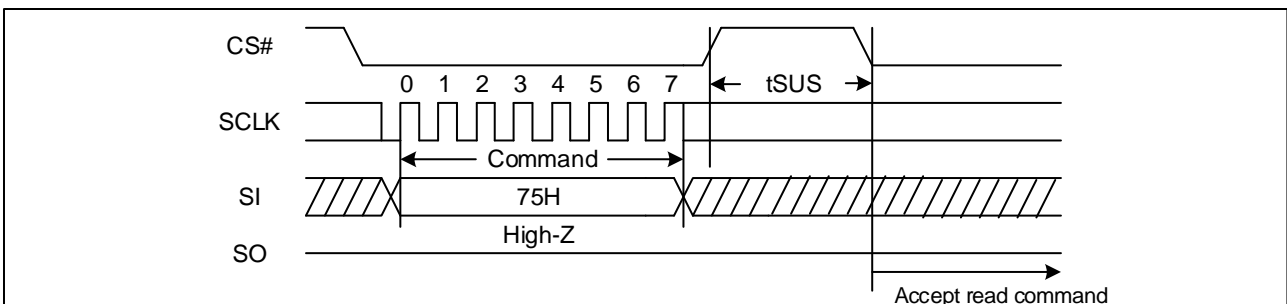 CS#
0 1 2 3 4 5 6 7 tSUS
SCLK
Command
SI 75H
High-Z
SO
Accept read command